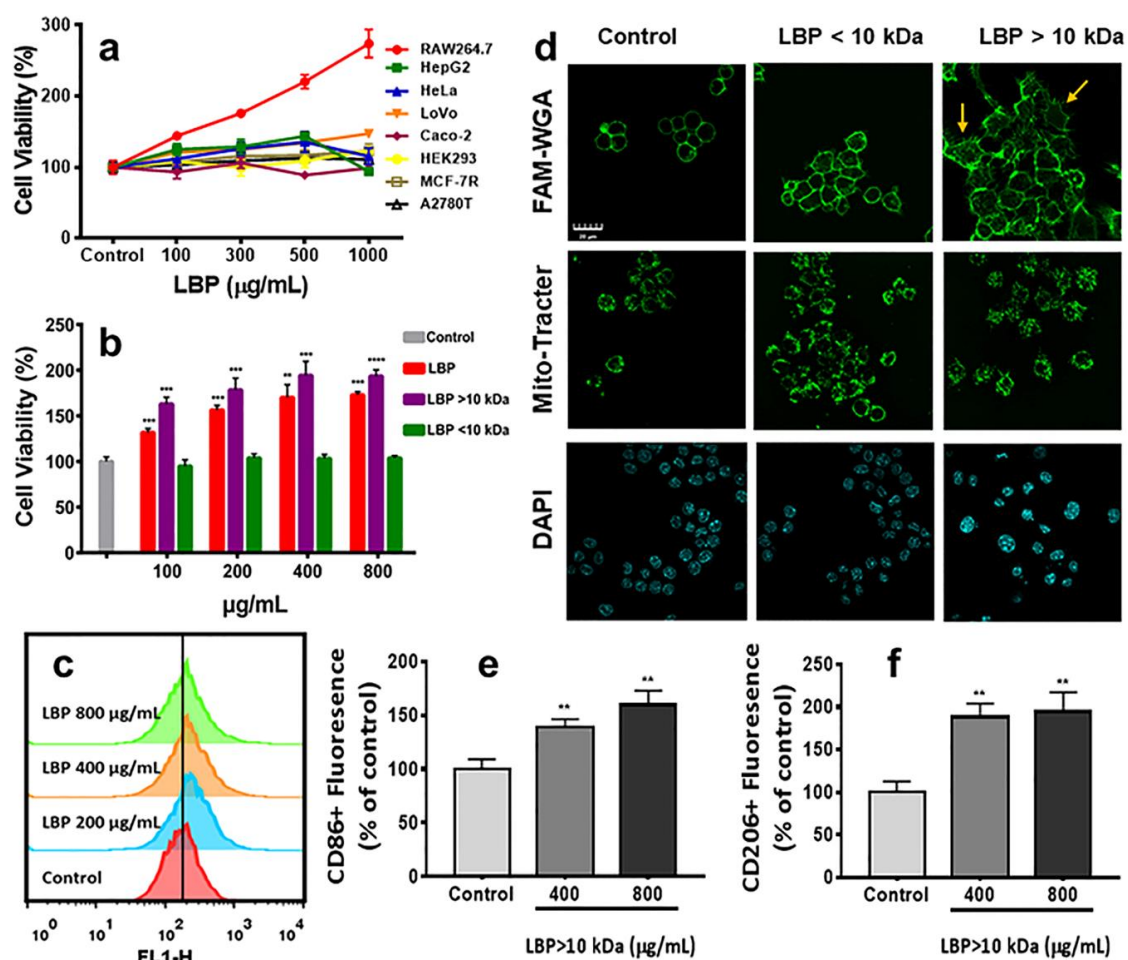 a
Cell Viability (%)
300
200
100
0
Control 100 300 500 1000
LBP (µg/mL)
RAW264.7
HepG2
HeLa
LoVo
Caco-2
HEK293
MCF-7R
A2780T
b
Cell Viability (%)
250
200
150
100
50
0
*** *** *** *** ** *** *** ****
100 200 400 800
µg/mL
Control
LBP
LBP >10 kDa
LBP <10 kDa
c
LBP 800 µg/mL
LBP 400 µg/mL
LBP 200 µg/mL
Control
10⁰ 10¹ 10² 10³ 10⁴
FL1-H
d
Control LBP < 10 kDa LBP > 10 kDa
FAM-WGA
20 µm
Mito-Tracter
DAPI
e
CD86+ Fluoresence
(% of control)
200
150
100
50
0
** **
Control 400 800
LBP>10 kDa (µg/mL)
f
CD206+ Fluoresence
(% of control)
250
200
150
100
50
0
** **
Control 400 800
LBP>10 kDa (µg/mL)